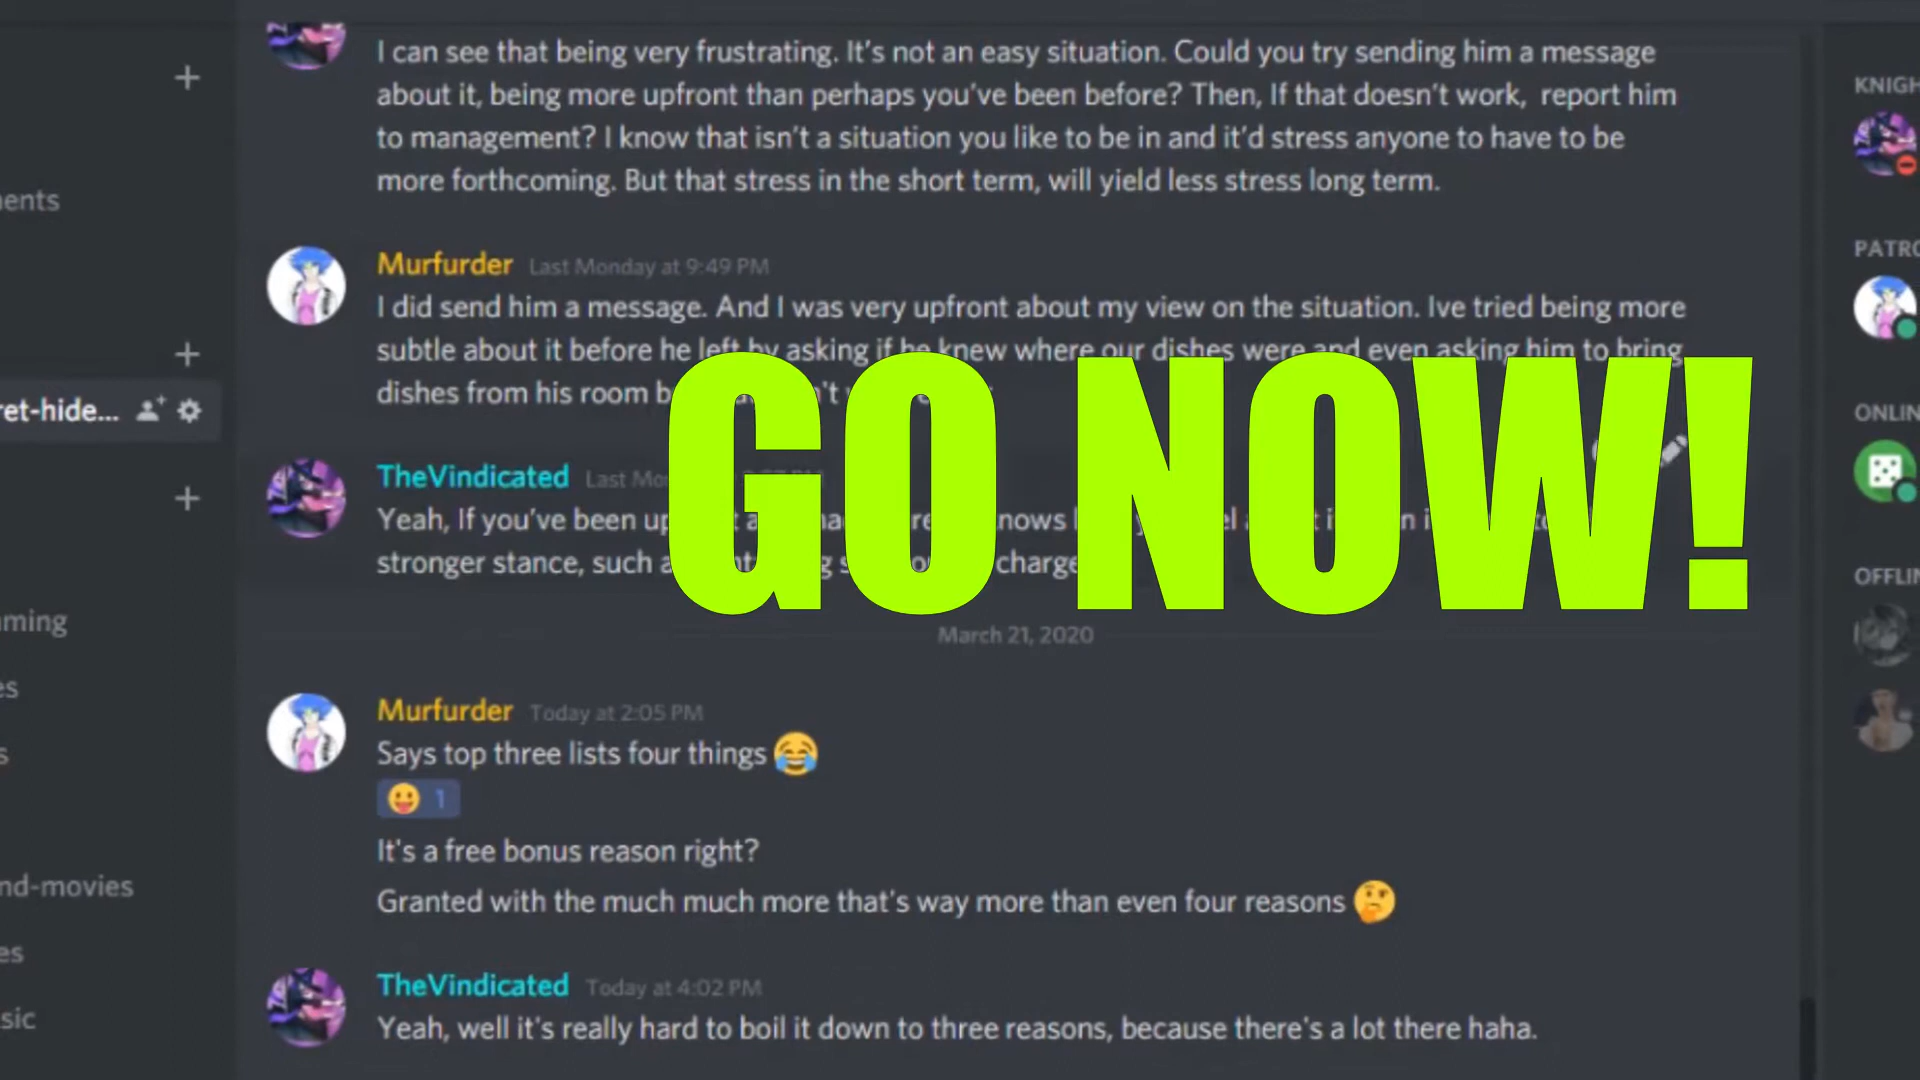 I can see that being very frustrating. It's not an easy situation. Could you try sending him a message
about it, being more upfront than perhaps you've been before? Then, If that doesn't work, report him
to management? I know that isn't a situation you like to be in and it'd stress anyone to have to be
more forthcoming. But that stress in the short term, will yield less stress long term.
Murfurder Last Monday at 9:49 PM
I did send him a message. And I was very upfront about my view on the situation. Ive tried being more
subtle about it before he left by asking if he knew where our dishes were and even asking him to bring
dishes from his room
GO NOW!
TheVindicated Last
Yeah, If you've been
stronger stance, such
March 21, 2020
Murfurder Today at 2:05 PM
Says top three lists four things 😂
😛 1
It's a free bonus reason right?
Granted with the much much more that's way more than even four reasons 🤔
TheVindicated Today at 4:02 PM
Yeah, well it's really hard to boil it down to three reasons, because there's a lot there haha.
ents
ret-hide...
ming
es
s
nd-movies
es
sic
KNIGH
PATRO
ONLIN
OFFLIN